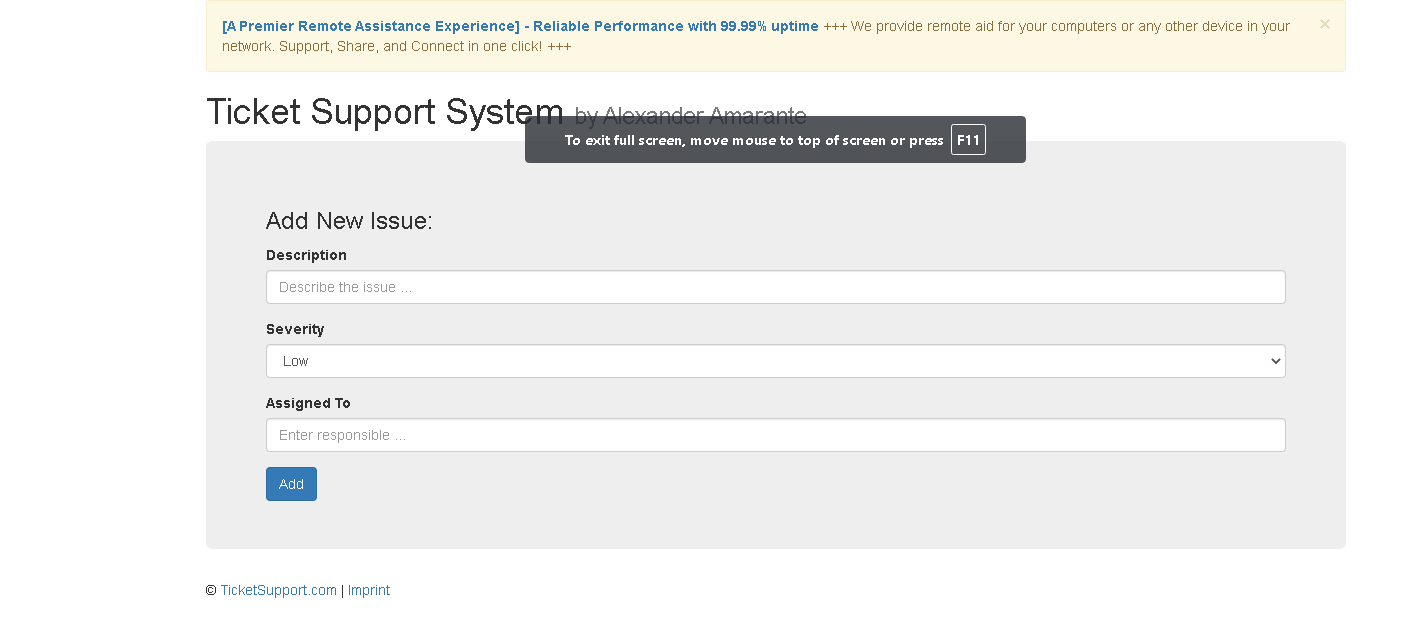 [A Premier Remote Assistance Experience] - Reliable Performance with 99.99% uptime +++ We provide remote aid for your computers or any other device in your
network. Support, Share, and Connect in one click! +++
×
Ticket Support System by Alexander Amarante
To exit full screen, move mouse to top of screen or press F11
Add New Issue:
Description
Describe the issue ...
Severity
Low
Assigned To
Enter responsible ...
Add
© TicketSupport.com | Imprint